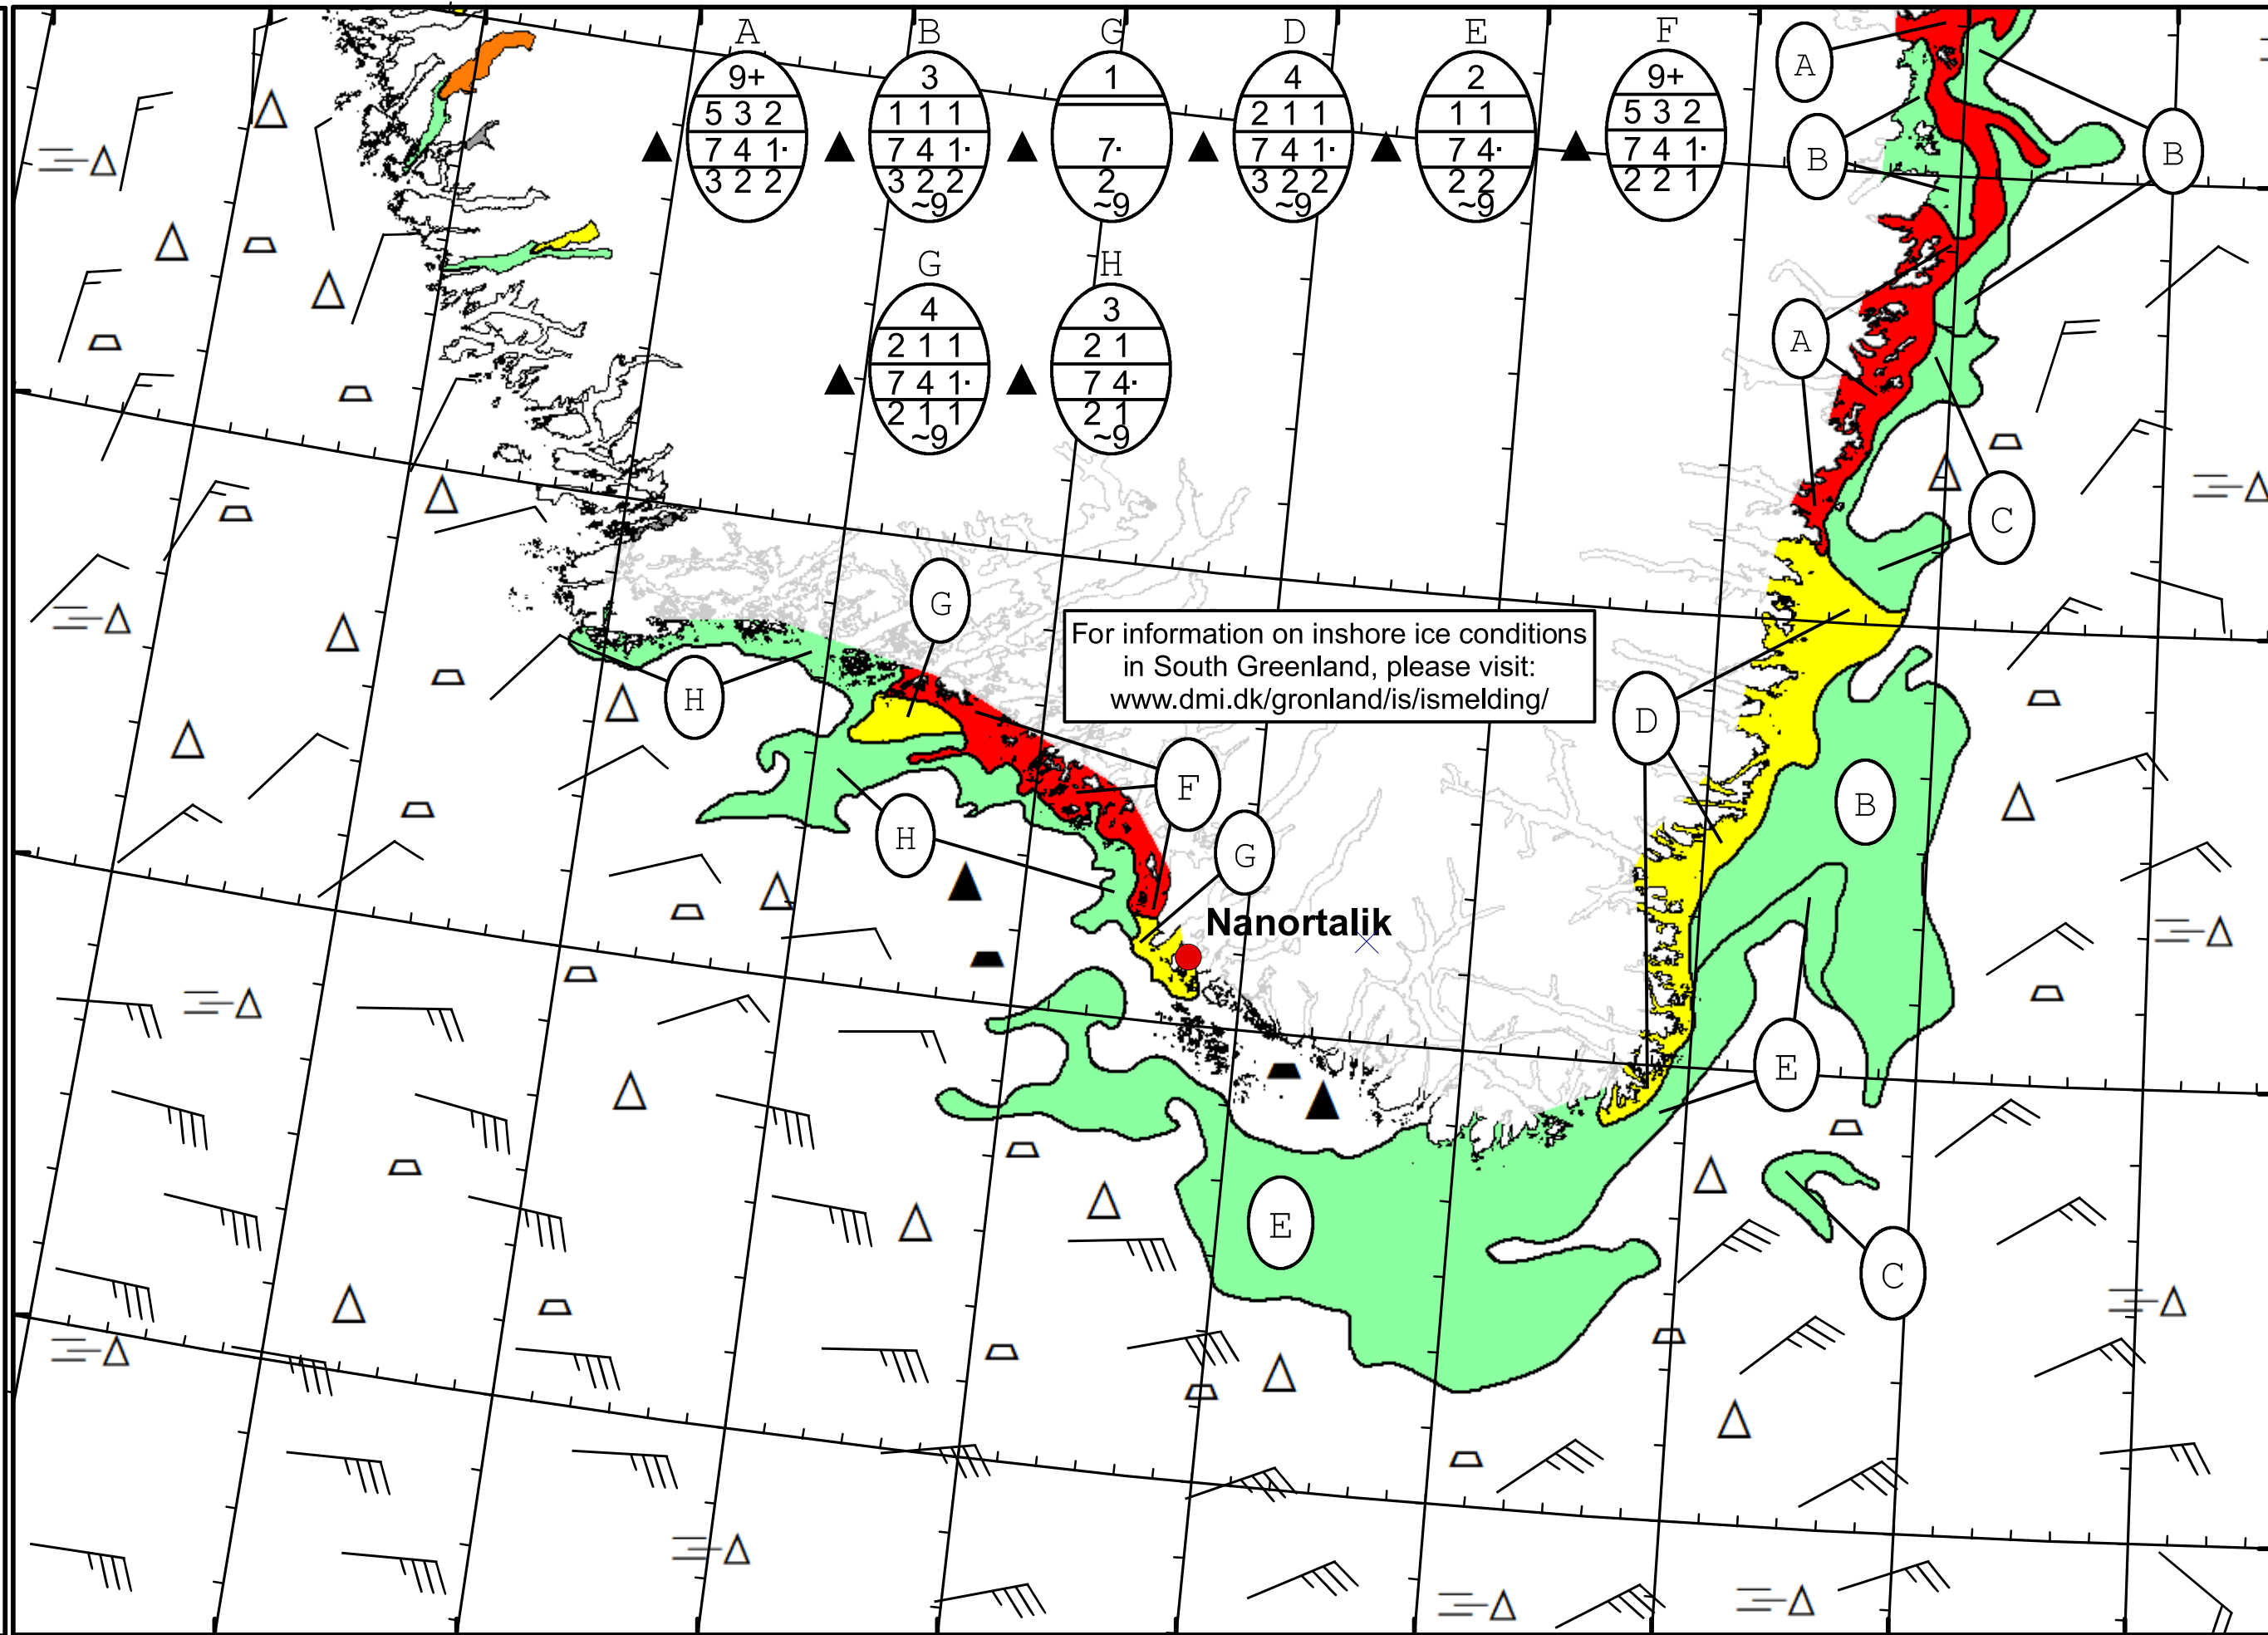 A B C D E F
9+ 3 1 4 2 9+
5 3 2 1 1 1 2 1 1 1 1 5 3 2
7 4 1· 7 4 1· 7· 7 4 1· 7 4· 7 4 1·
3 2 2 3 2 2 2 3 2 2 2 2 2 2 1
~9 ~9 ~9 ~9
G H
4 3
2 1 1 2 1
7 4 1· 7 4·
2 1 1 2 1
~9 ~9
A
B
B
A
C
G
For information on inshore ice conditions
in South Greenland, please visit:
www.dmi.dk/gronland/is/ismelding/
H
D
F
B
H
G
Nanortalik
E
E
C